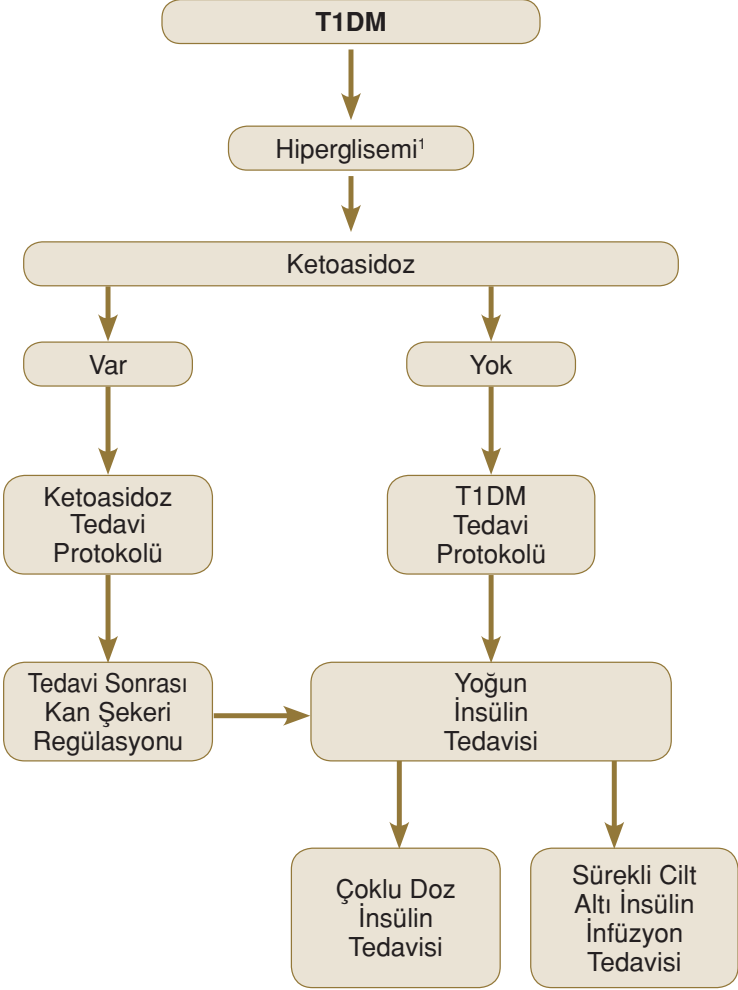 T1DM
Hiperglisemi¹
Ketoasidoz
Var
Yok
Ketoasidoz
Tedavi
Protokolü
T1DM
Tedavi
Protokolü
Tedavi Sonrası
Kan Şekeri
Regülasyonu
Yoğun
İnsülin
Tedavisi
Çoklu Doz
İnsülin
Tedavisi
Sürekli Cilt
Altı İnsülin
İnfüzyon
Tedavisi